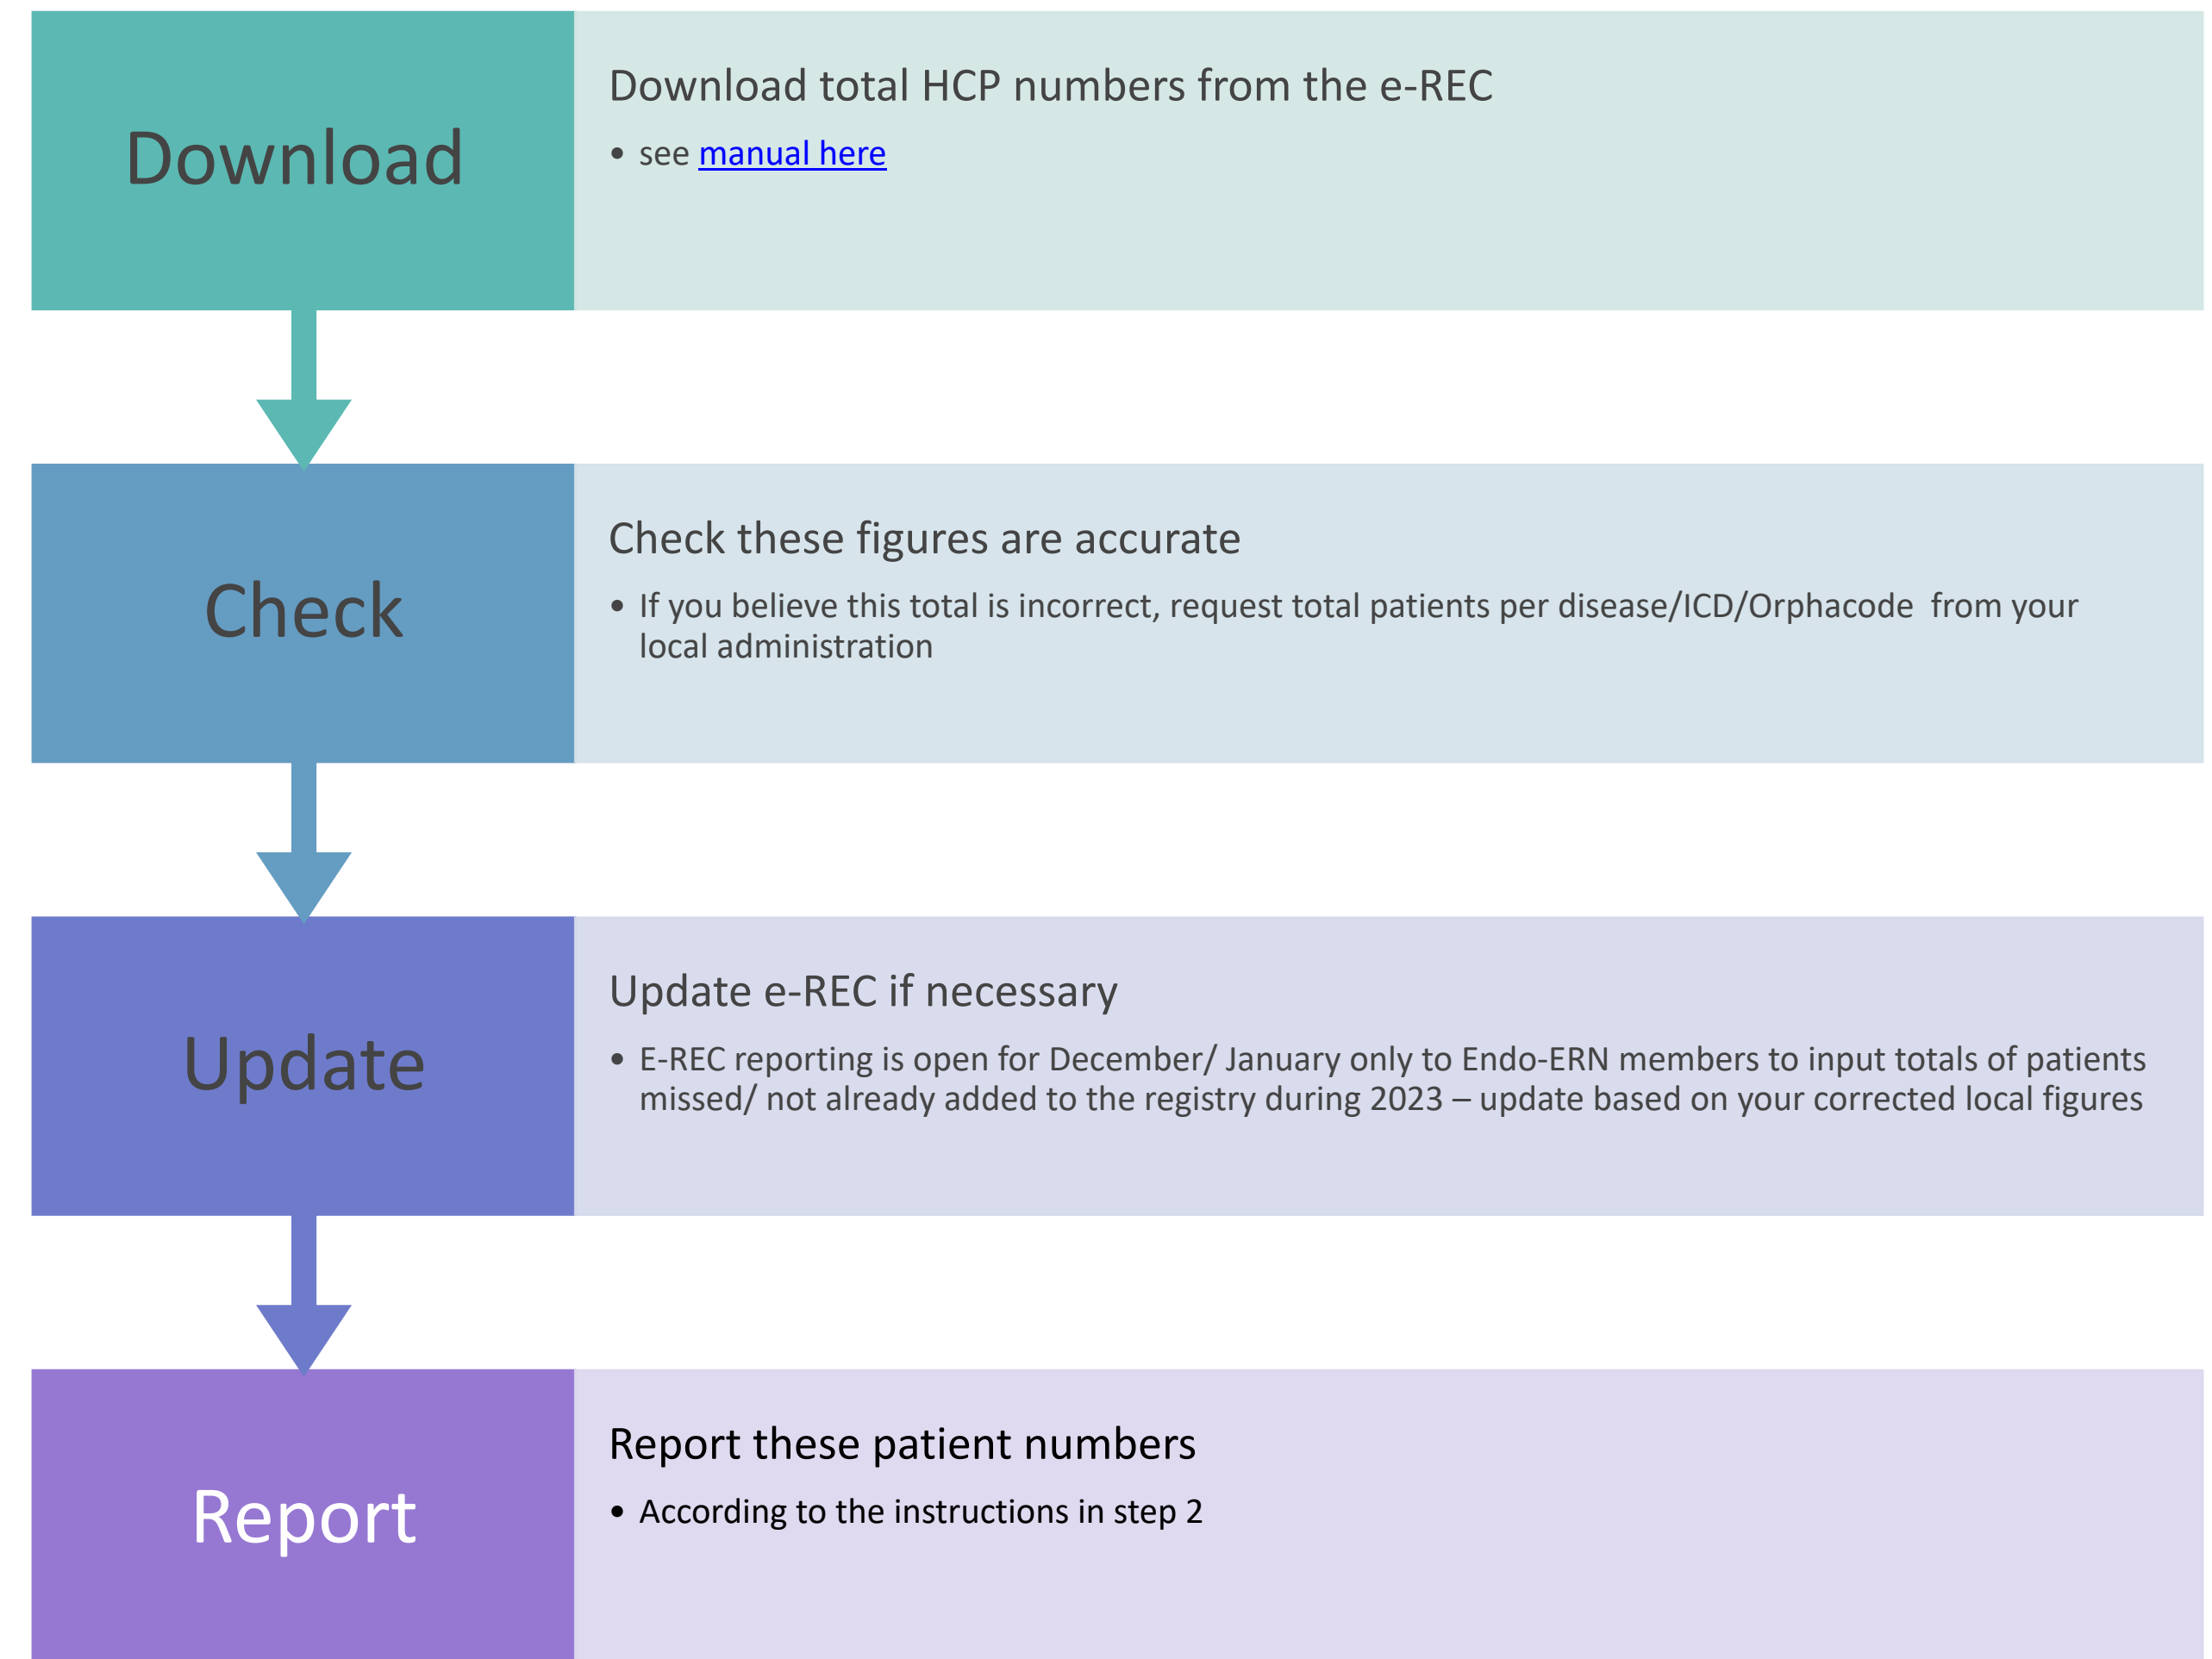 Download
Download total HCP numbers from the e-REC
• see manual here
Check
Check these figures are accurate
• If you believe this total is incorrect, request total patients per disease/ICD/Orphacode  from your
local administration
Update
Update e-REC if necessary
• E-REC reporting is open for December/ January only to Endo-ERN members to input totals of patients
missed/ not already added to the registry during 2023 – update based on your corrected local figures
Report
Report these patient numbers
• According to the instructions in step 2